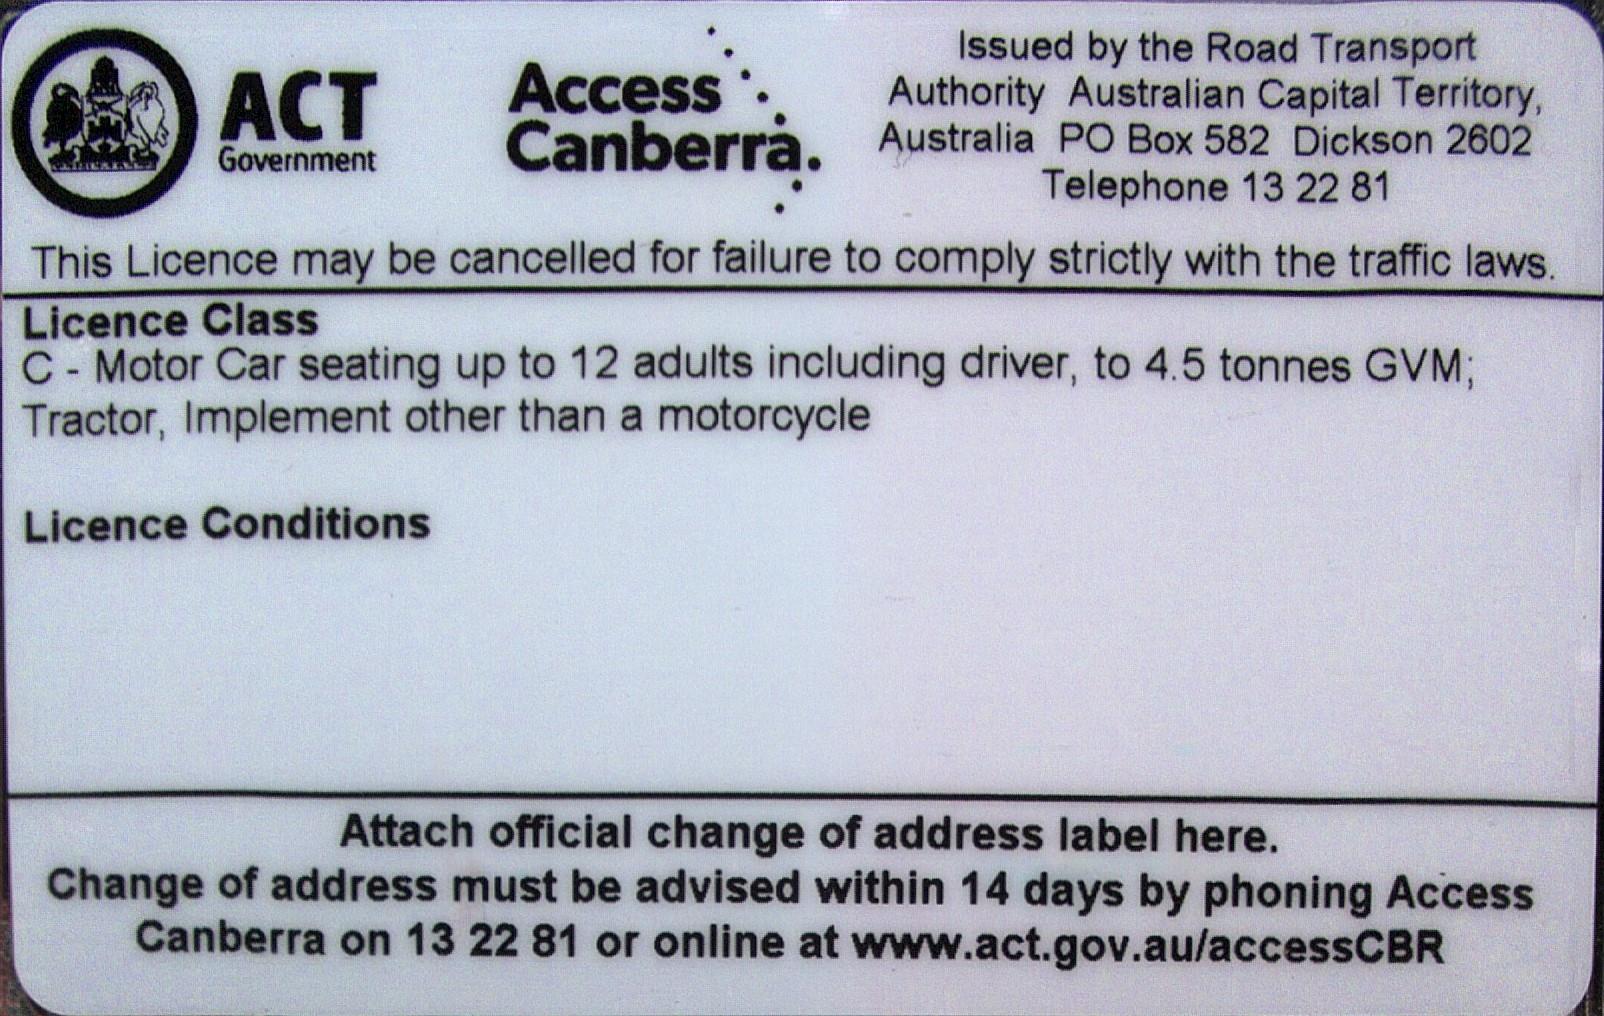 ACT
Government
Access
Canberra.
Issued by the Road Transport
Authority Australian Capital Territory,
Australia PO Box 582 Dickson 2602
Telephone 13 22 81
This Licence may be cancelled for failure to comply strictly with the traffic laws.
Licence Class
C - Motor Car seating up to 12 adults including driver, to 4.5 tonnes GVM;
Tractor, Implement other than a motorcycle
Licence Conditions
Attach official change of address label here.
Change of address must be advised within 14 days by phoning Access
Canberra on 13 22 81 or online at www.act.gov.au/accessCBR